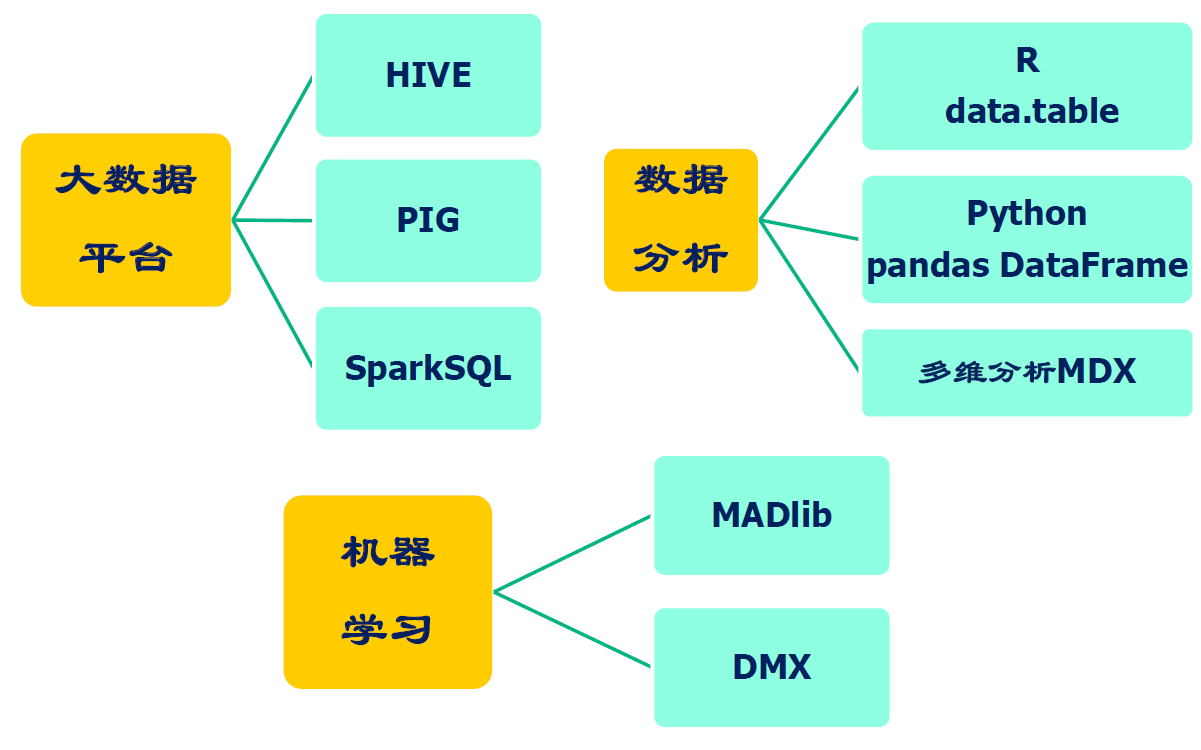 大数据
平台
HIVE
PIG
SparkSQL
数据
分析
R
data.table
Python
pandas DataFrame
多维分析MDX
机器
学习
MADlib
DMX